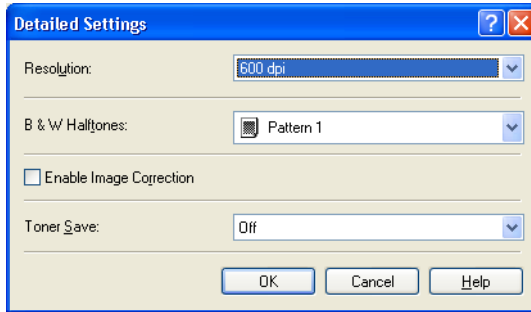 Detailed Settings
Resolution: 600 dpi
B & W Halftones: Pattern 1
Enable Image Correction
Toner Save: Off
OK Cancel Help